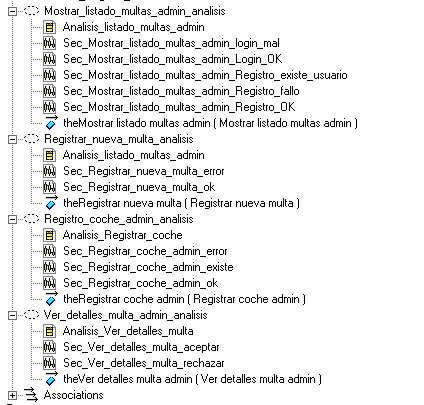 Mostrar_listado_multas_admin_analisis
Analisis_listado_multas_admin
Sec_Mostrar_listado_multas_admin_login_mal
Sec_Mostrar_listado_multas_admin_Login_OK
Sec_Mostrar_listado_multas_admin_Registro_existe_usuario
Sec_Mostrar_listado_multas_admin_Registro_fallo
Sec_Mostrar_listado_multas_admin_Registro_OK
theMostrar listado multas admin ( Mostrar listado multas admin )
Registrar_nueva_multa_analisis
Analisis_listado_multas_admin
Sec_Registrar_nueva_multa_error
Sec_Registrar_nueva_multa_ok
theRegistrar nueva multa ( Registrar nueva multa )
Registro_coche_admin_analisis
Analisis_Registrar_coche
Sec_Registrar_coche_admin_error
Sec_Registrar_coche_admin_existe
Sec_Registrar_coche_admin_ok
theRegistrar coche admin ( Registrar coche admin )
Ver_detalles_multa_admin_analisis
Analisis_Ver_detalles_multa
Sec_Ver_detalles_multa_aceptar
Sec_Ver_detalles_multa_rechazar
theVer detalles multa admin ( Ver detalles multa admin )
Associations